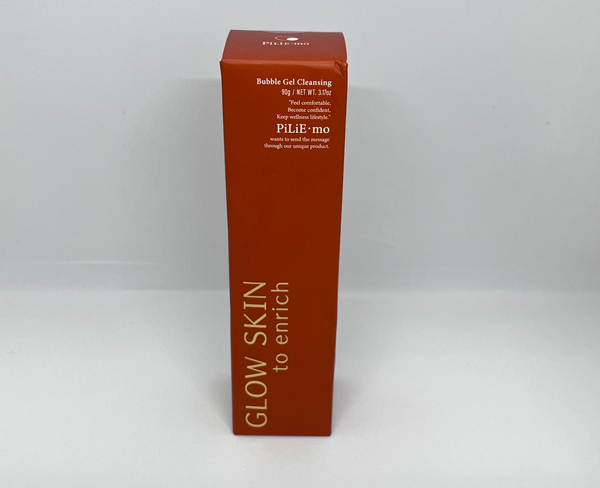 PiLiE·mo
Bubble Gel Cleansing
90g / NET WT. 3.17oz
"Feel comfortable,
Become confident,
Keep wellness lifestyle."
PiLiE·mo
wants to send the message
through our unique product.
GLOW SKIN
to enrich